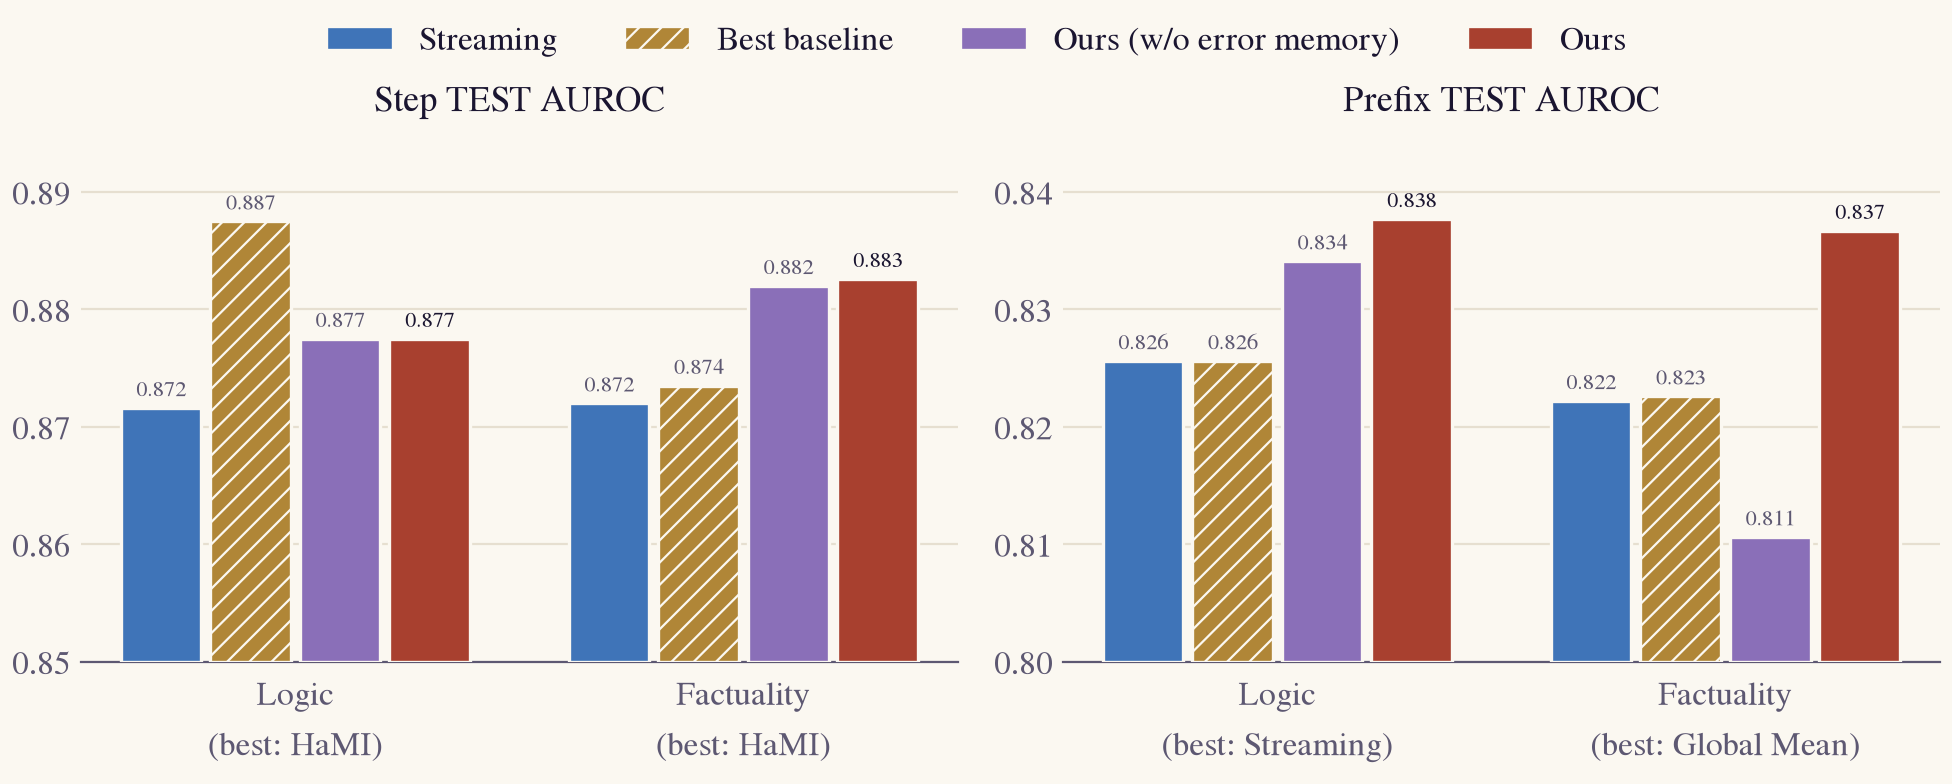 Streaming Best baseline Ours (w/o error memory) Ours
Step TEST AUROC
0.89
0.88
0.87
0.86
0.85
0.872
0.887
0.877
0.877
0.872
0.874
0.882
0.883
Logic
(best: HaMI)
Factuality
(best: HaMI)
Prefix TEST AUROC
0.84
0.83
0.82
0.81
0.80
0.826
0.826
0.834
0.838
0.822
0.823
0.811
0.837
Logic
(best: Streaming)
Factuality
(best: Global Mean)